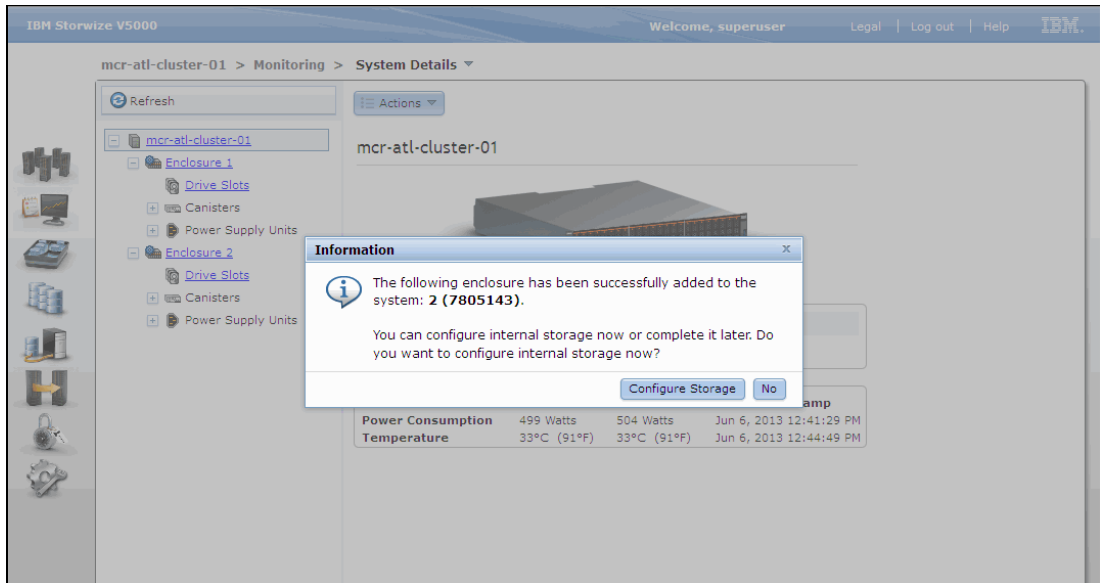 IBM Storwize V5000
Welcome, superuser
Legal | Log out | Help
IBM.
mcr-atl-cluster-01 > Monitoring > System Details
Refresh
Actions
mcr-atl-cluster-01
mcr-atl-cluster-01
Enclosure 1
Drive Slots
Canisters
Power Supply Units
Enclosure 2
Drive Slots
Canisters
Power Supply Units
Information
x
The following enclosure has been successfully added to the
system: 2 (7805143).
You can configure internal storage now or complete it later. Do
you want to configure internal storage now?
Configure Storage
No
amp
Power Consumption 499 Watts 504 Watts Jun 6, 2013 12:41:29 PM
Temperature 33°C (91°F) 33°C (91°F) Jun 6, 2013 12:44:49 PM